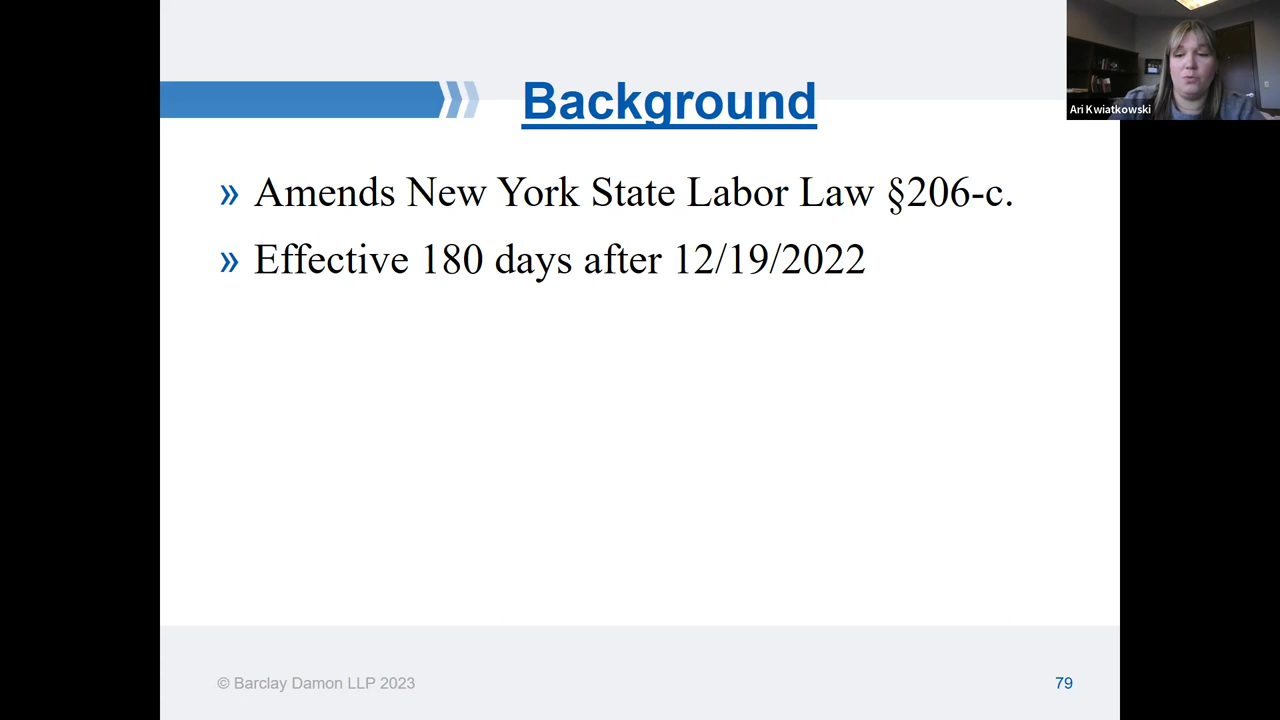 Background
Ari Kwiatkowski
» Amends New York State Labor Law §206-c.
» Effective 180 days after 12/19/2022
© Barclay Damon LLP 2023
79